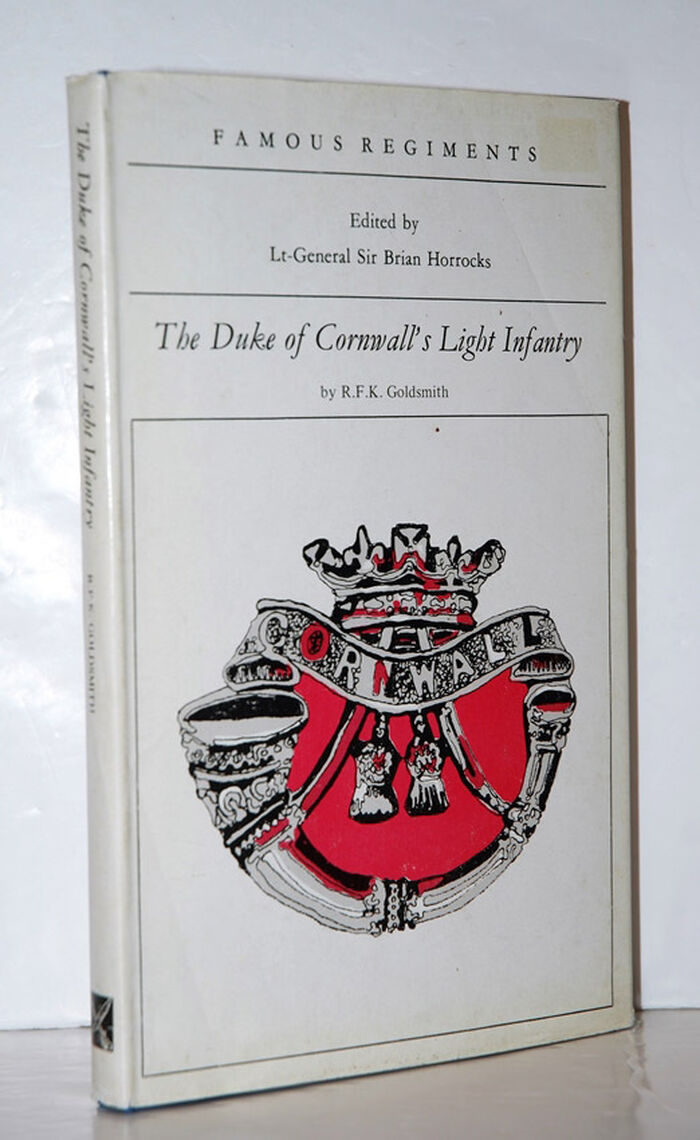 FAMOUS REGIMENTS
Edited by
Lt-General Sir Brian Horrocks
The Duke of Cornwall's Light Infantry
by R.F.K. Goldsmith
CORNWALL
The Duke of Cornwall's Light Infantry
R.F.K. GOLDSMITH